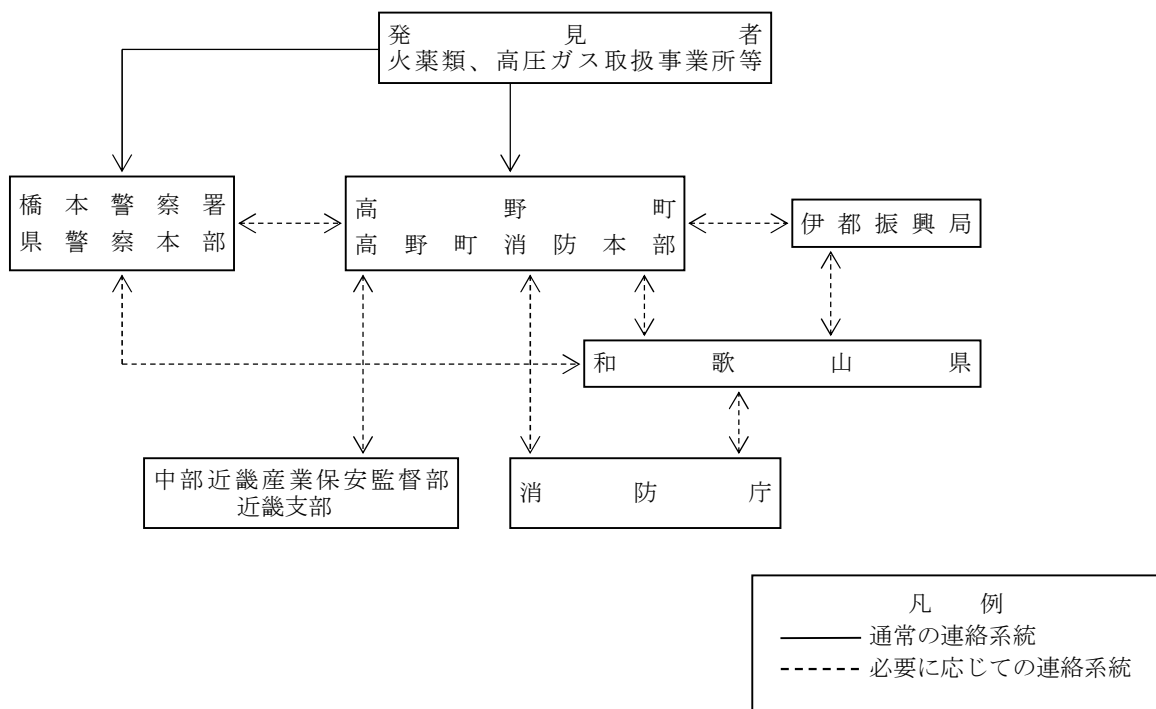 発見者
火薬類、高圧ガス取扱事業所等
橋本警察署
県警察本部
高野町
高野町消防本部
伊都振興局
和歌山県
中部近畿産業保安監督部
近畿支部
消防庁
凡例
通常の連絡系統
必要に応じての連絡系統